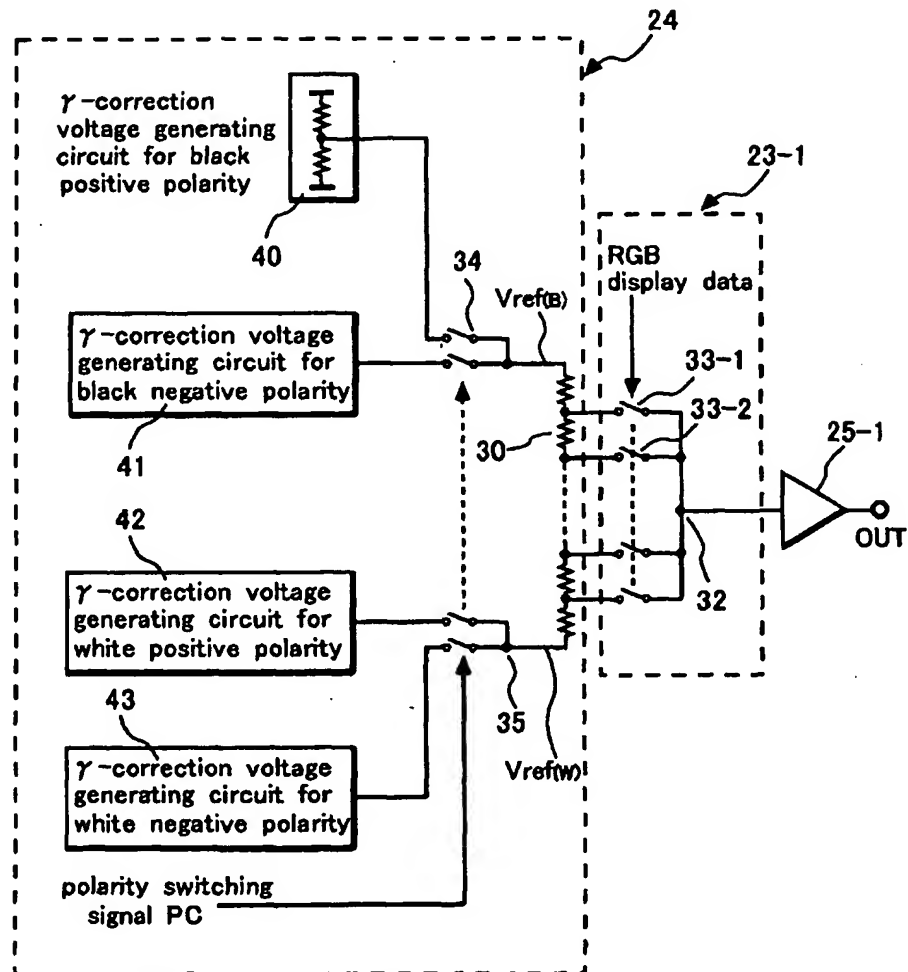 24
γ-correction
voltage generating
circuit for black
positive polarity
40
23-1
RGB
display data
34
Vref(B)
γ-correction voltage
generating circuit for
black negative polarity
41
33-1
33-2
30
25-1
OUT
32
42
γ-correction voltage
generating circuit for
white positive polarity
43
35
Vref(W)
γ-correction voltage
generating circuit for
white negative polarity
polarity switching
signal PC